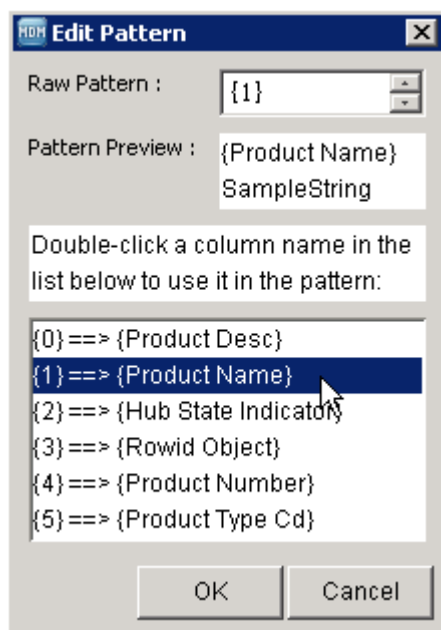 MDM Edit Pattern
Raw Pattern :
{1}
Pattern Preview :
{Product Name}
SampleString
Double-click a column name in the
list below to use it in the pattern:
{0}==> {Product Desc}
{1}==> {Product Name}
{2}==> {Hub State Indicator}
{3}==> {Rowid Object}
{4}==> {Product Number}
{5}==> {Product Type Cd}
OK
Cancel